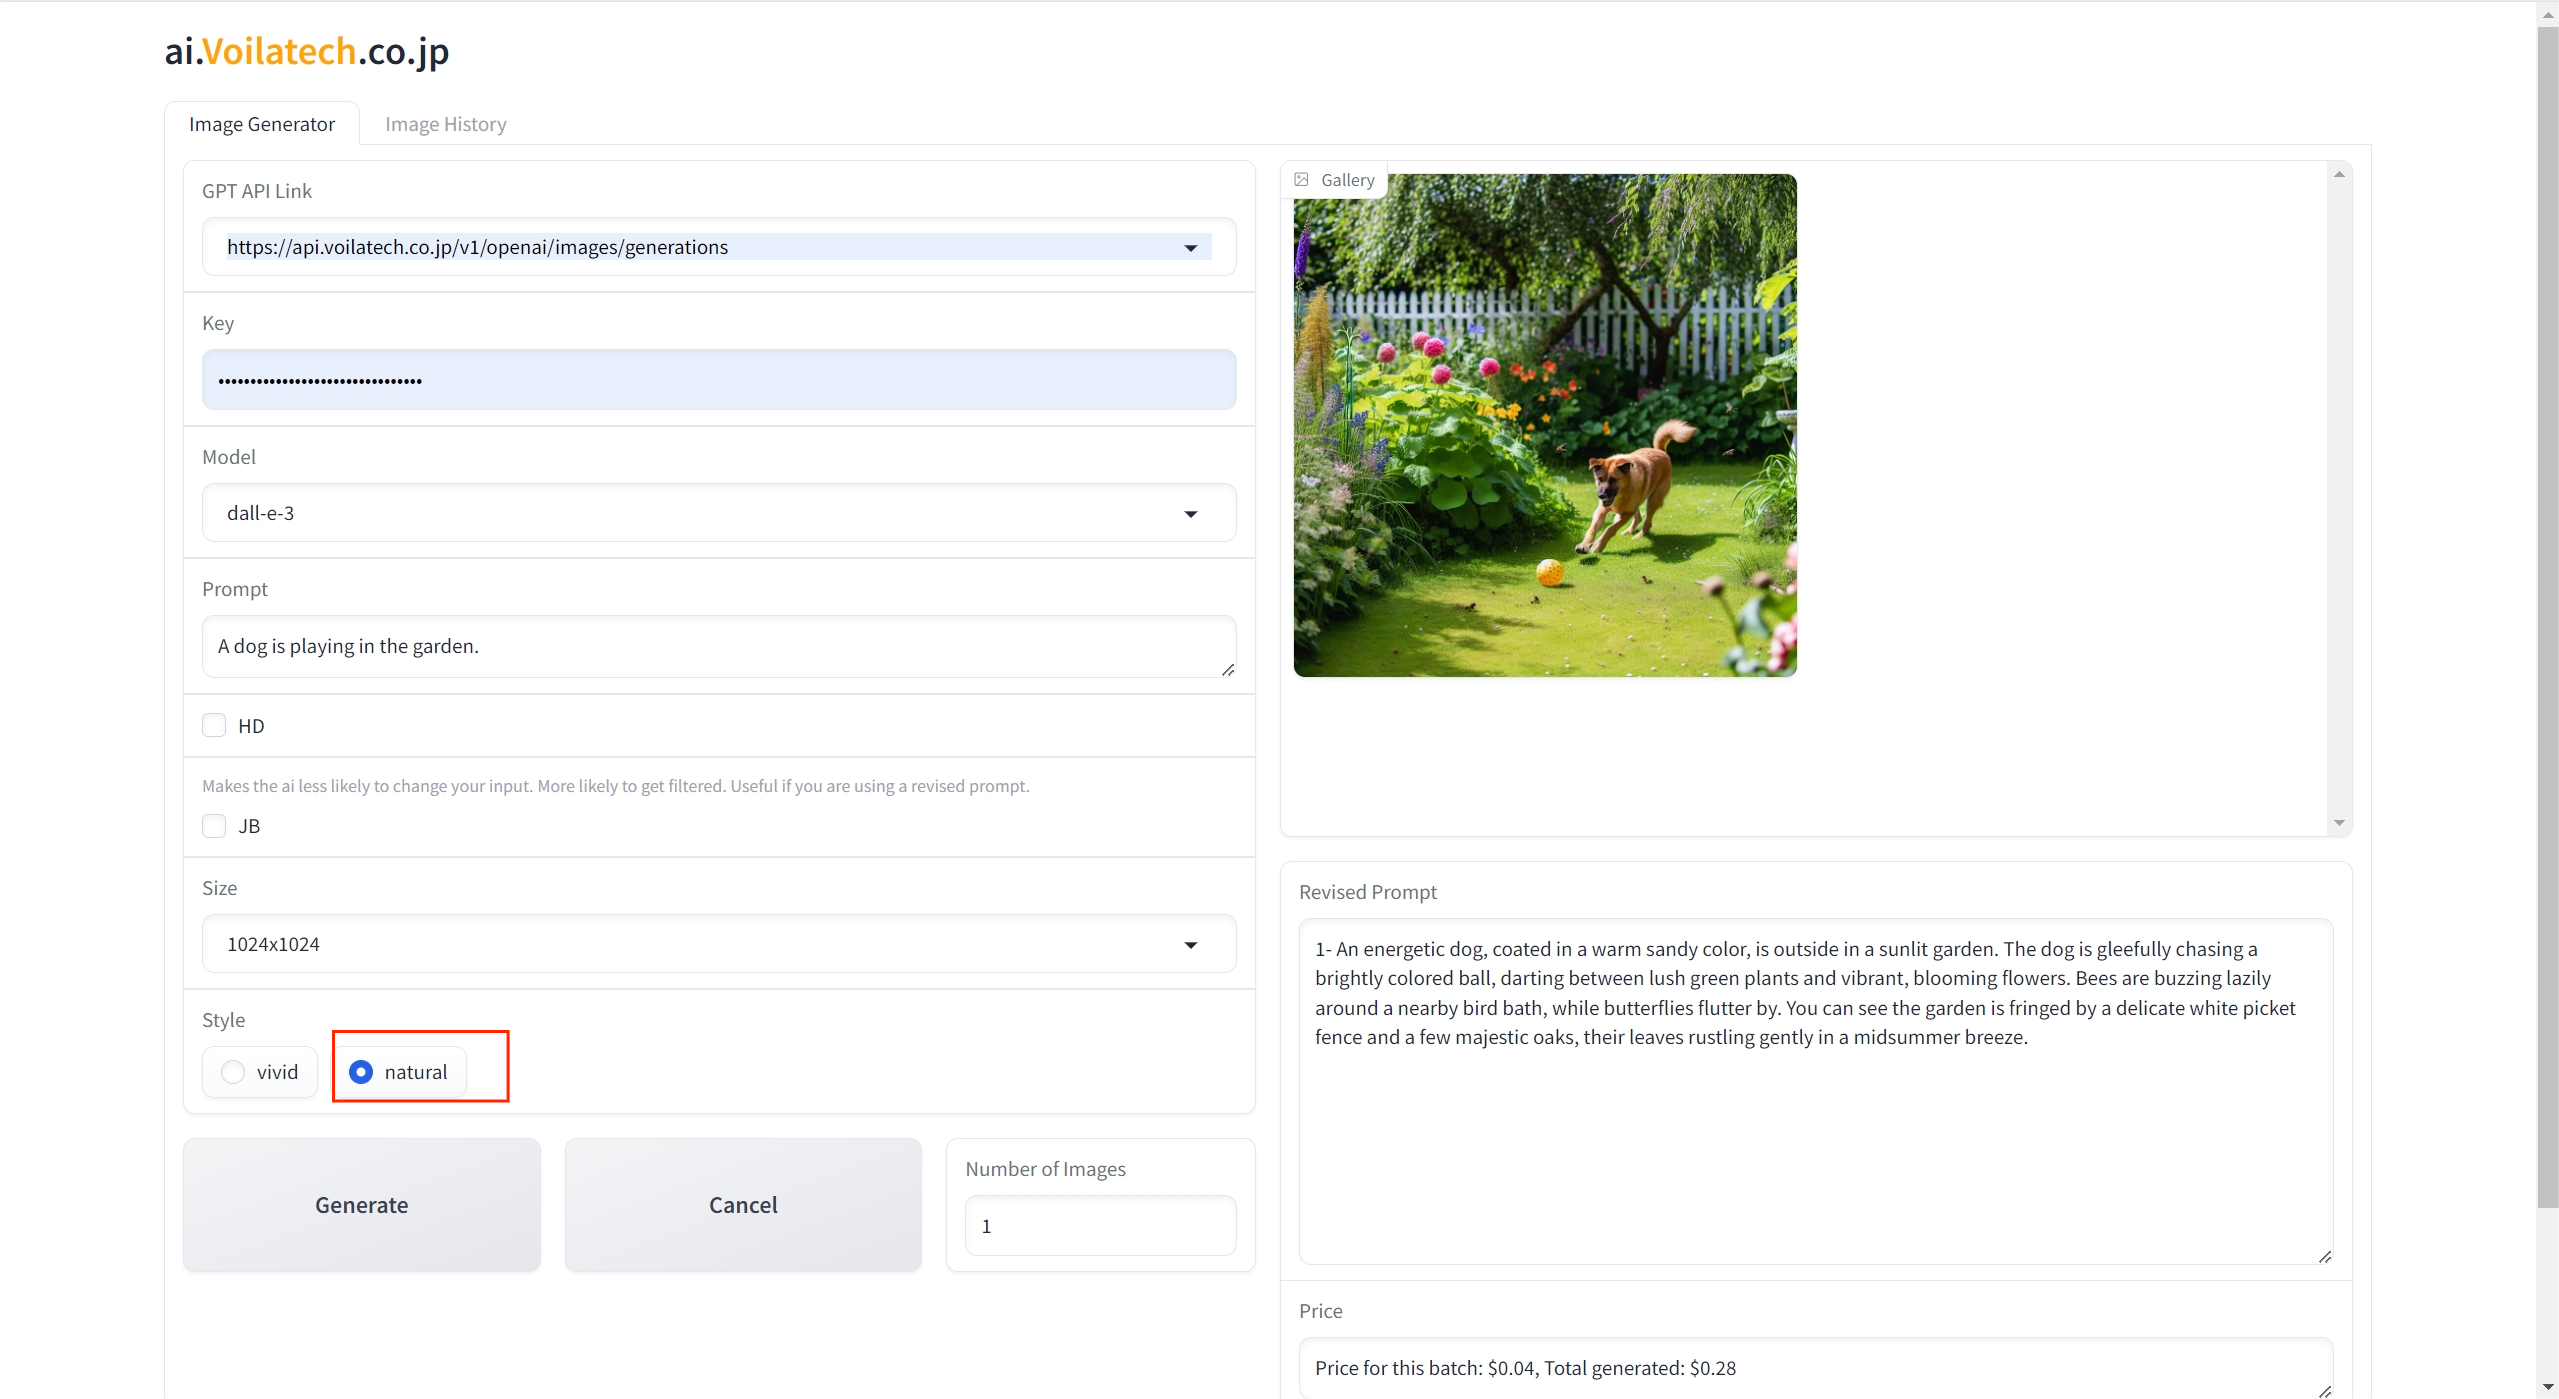 ai.Voilatech.co.jp
Image Generator
Image History
GPT API Link
https://api.voilatech.co.jp/v1/openai/images/generations
Key
Model
dall-e-3
Prompt
A dog is playing in the garden.
HD
Makes the ai less likely to change your input. More likely to get filtered. Useful if you are using a revised prompt.
JB
Size
1024x1024
Style
vivid
natural
Generate
Cancel
Number of Images
1
Gallery
Revised Prompt
1- An energetic dog, coated in a warm sandy color, is outside in a sunlit garden. The dog is gleefully chasing a
brightly colored ball, darting between lush green plants and vibrant, blooming flowers. Bees are buzzing lazily
around a nearby bird bath, while butterflies flutter by. You can see the garden is fringed by a delicate white picket
fence and a few majestic oaks, their leaves rustling gently in a midsummer breeze.
Price
Price for this batch: $0.04, Total generated: $0.28